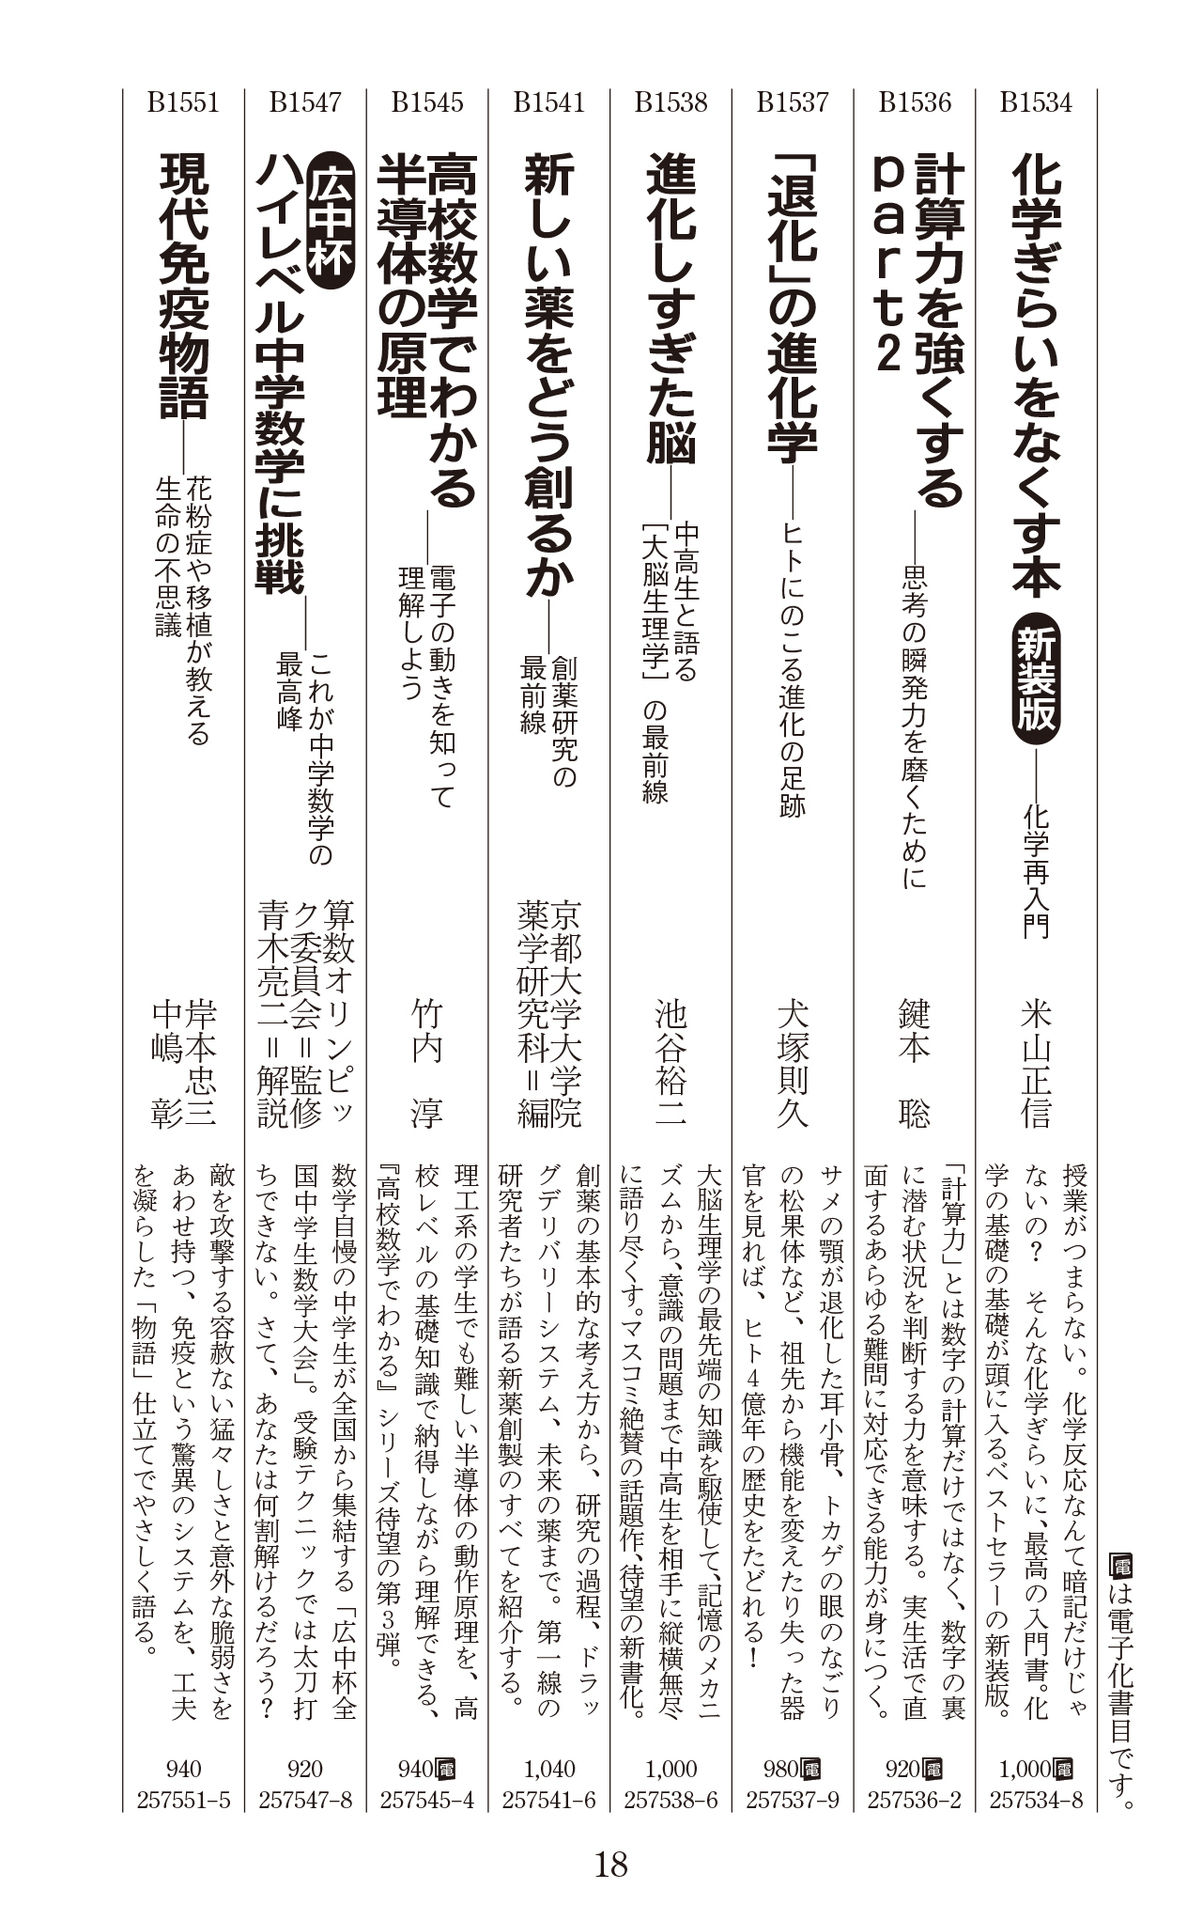 電は電子化書目です。
B1534
化学ぎらいをなくす本 新装版
──化学再入門
米山正信
授業がつまらない。化学反応なんて暗記だけじゃ
ないの？　そんな化学ぎらいに、最高の入門書。化
学の基礎の基礎が頭に入るベストセラーの新装版。
1,000電
257534−8
B1536
計算力を強くする
part2
──思考の瞬発力を磨くために
鍵本　聡
「計算力」とは数字の計算だけではなく、数字の裏
に潜む状況を判断する力を意味する。実生活で直
面するあらゆる難問に対応できる能力が身につく。
920電
257536−2
B1537
「退化」の進化学
──ヒトにのこる進化の足跡
犬塚則久
サメの顎が退化した耳小骨、トカゲの眼のなごり
の松果体など、祖先から機能を変えたり失った器
官を見れば、ヒト4億年の歴史をたどれる！
980電
257537−9
B1538
進化しすぎた脳
──中高生と語る
［大脳生理学］の最前線
池谷裕二
大脳生理学の最先端の知識を駆使して、記憶のメカニ
ズムから、意識の問題まで中高生を相手に縦横無尽
に語り尽くす。マスコミ絶賛の話題作、待望の新書化。
1,000
257538−6
B1541
新しい薬をどう創るか
──創薬研究の
最前線
京都大学大学院
薬学研究科＝編
創薬の基本的な考え方から、研究の過程、ドラッ
グデリバリーシステム、未来の薬まで。第一線の
研究者たちが語る新薬創製のすべてを紹介する。
1,040
257541−6
B1545
高校数学でわかる
半導体の原理
──電子の動きを知って
理解しよう
竹内　淳
理工系の学生でも難しい半導体の動作原理を、高
校レベルの基礎知識で納得しながら理解できる、
『高校数学でわかる』シリーズ待望の第3弾。
940電
257545−4
B1547
広中杯
ハイレベル中学数学に挑戦
──これが中学数学の
最高峰
算数オリンピッ
ク委員会＝監修
青木亮二＝解説
数学自慢の中学生が全国から集結する「広中杯全
国中学生数学大会」。受験テクニックでは太刀打
ちできない。さて、あなたは何割解けるだろう？
920
257547−8
B1551
現代免疫物語
──花粉症や移植が教える
生命の不思議
岸本忠三
中嶋　彰
敵を攻撃する容赦ない猛々しさと意外な脆弱さを
あわせ持つ、免疫という驚異のシステムを、工夫
を凝らした「物語」仕立てでやさしく語る。
940
257551−5
18